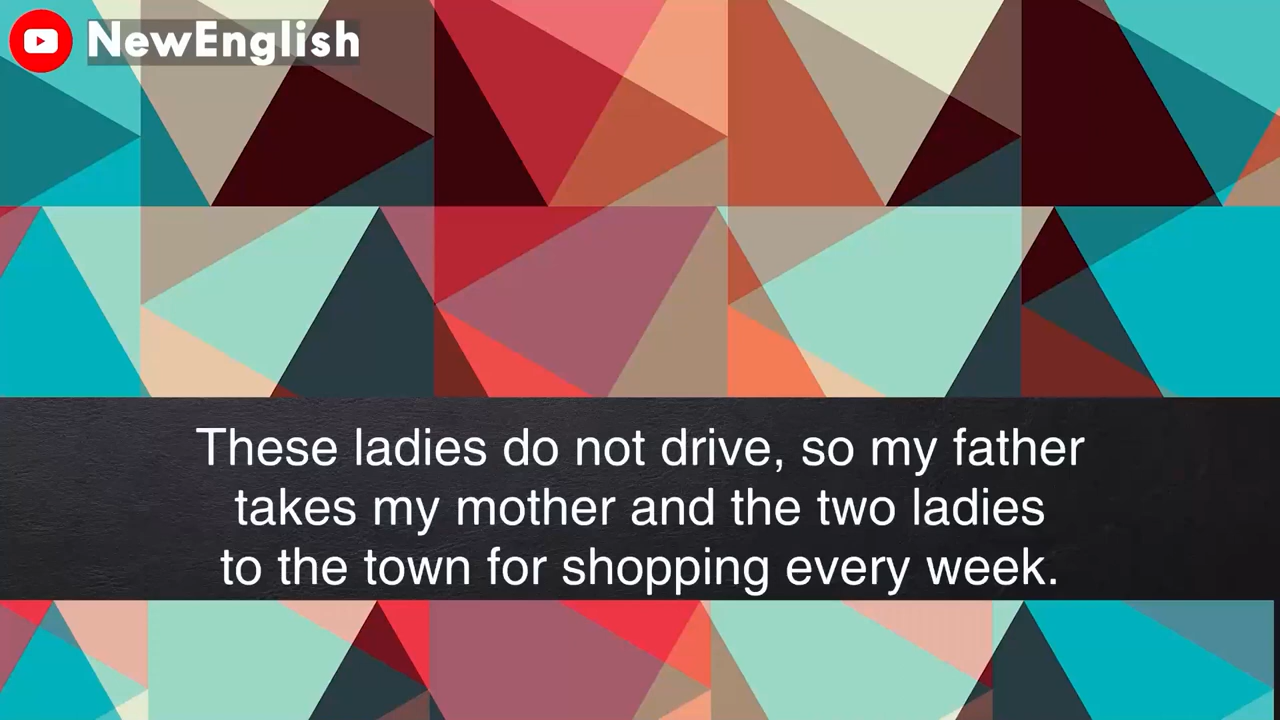 NewEnglish
These ladies do not drive, so my father
takes my mother and the two ladies
to the town for shopping every week.